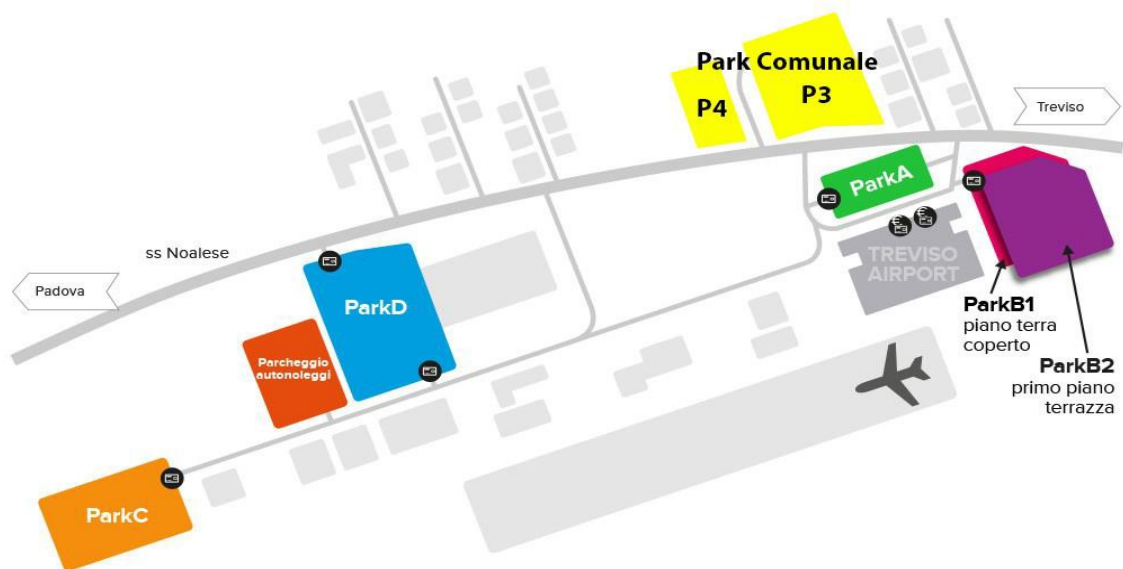 Park Comunale
P4
P3
Treviso
ParkA
ss Noalese
TREVISO
AIRPORT
Padova
ParkD
ParkB1
piano terra
coperto
Parcheggio
autonoleggi
ParkB2
primo piano
terrazza
ParkC
€
€